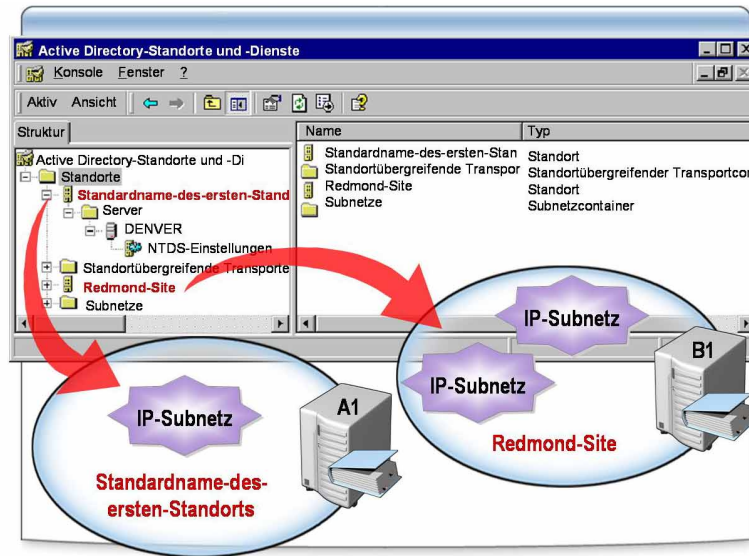 Active Directory-Standorte und -Dienste
Konsole Fenster ?
Aktiv Ansicht
Struktur
Active Directory-Standorte und -Di
Standorte
Standardname-des-ersten-Stand
Server
DENVER
NTDS-Einstellungen
Standortübergreifende Transporte
Redmond-Site
Subnetze
Name Typ
Standardname-des-ersten-Stan Standort
Standortübergreifende Transpor Standortübergreifender Transportcon
Redmond-Site Standort
Subnetze Subnetzcontainer
IP-Subnetz
IP-Subnetz
B1
Redmond-Site
IP-Subnetz
A1
Standardname-des-
ersten-Standorts